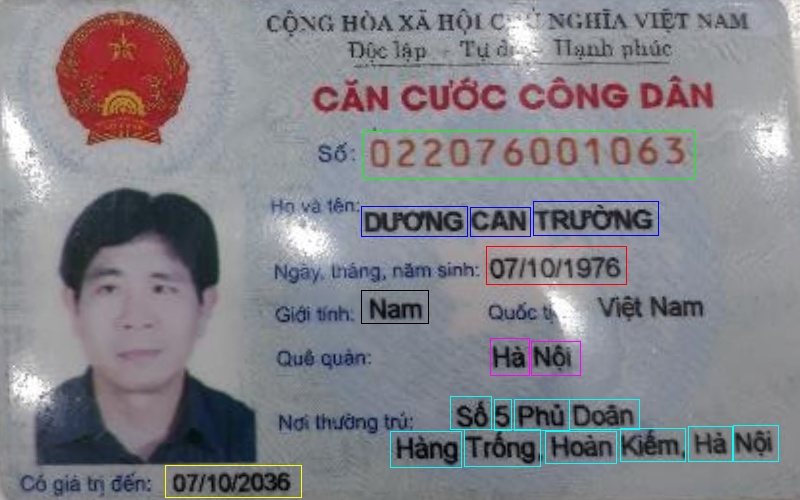 CỘNG HÒA XÃ HỘI CHỦ NGHĨA VIỆT NAM
Độc lập - Tự do - Hạnh phúc
CĂN CƯỚC CÔNG DÂN
Số: 022076001063
Họ và tên: DƯƠNG CAN TRƯỜNG
Ngày, tháng, năm sinh: 07/10/1976
Giới tính: Nam Quốc tịch: Việt Nam
Quê quán: Hà Nội
Nơi thường trú: Số 5 Phủ Doãn
Hàng Trống, Hoàn Kiếm, Hà Nội
Có giá trị đến: 07/10/2036